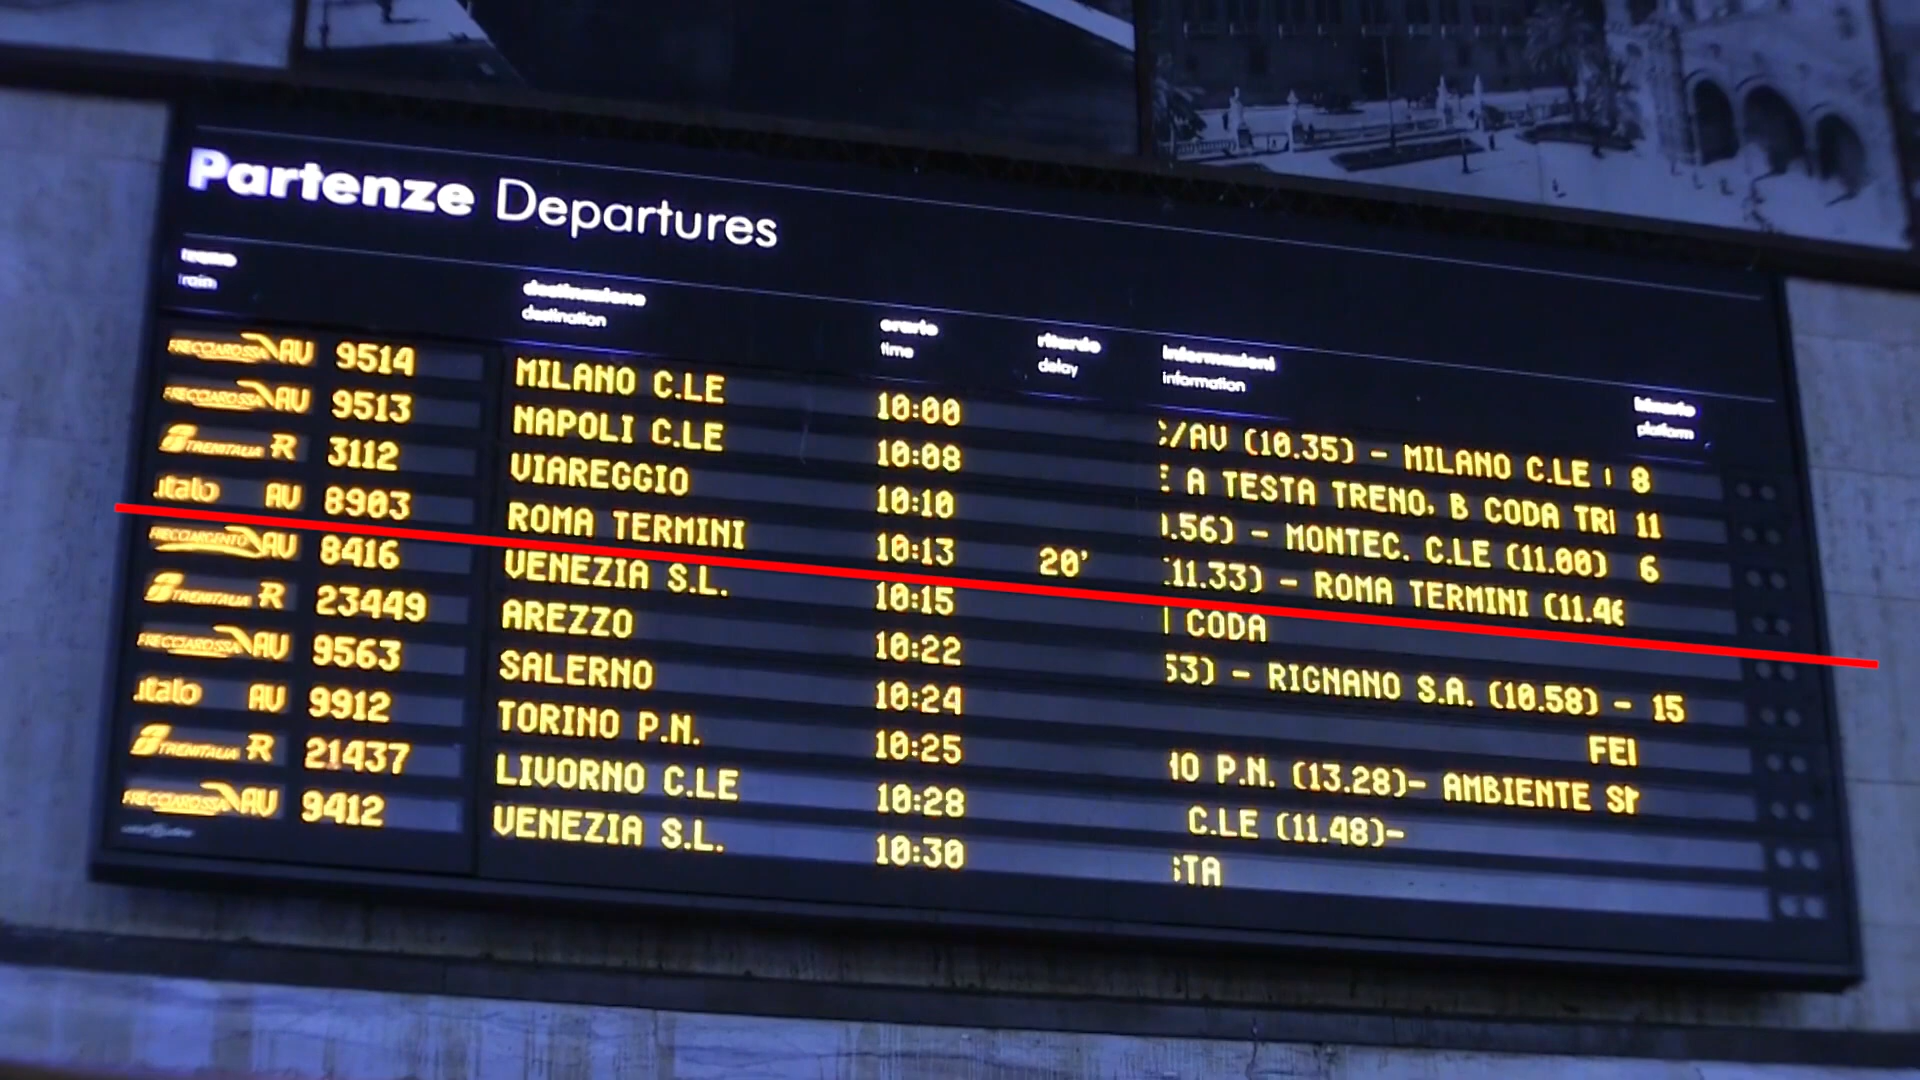 Partenze Departures
treno destinazione orario ritardo informazioni binario
train destination time delay information platform
FRECCIAROSSA AV 9514 MILANO C.LE 10:00 /AV (10.35) - MILANO C.LE 8
FRECCIAROSSA AV 9513 NAPOLI C.LE 10:08 A TESTA TRENO, B CODA TR 11
TRENITALIA R 3112 VIAREGGIO 10:10 .56) - MONTEC. C.LE (11.00) 6
.italo AV 8903 ROMA TERMINI 10:13 20' 11.33) - ROMA TERMINI (11.4
FRECCIARGENTO AV 8416 VENEZIA S.L. 10:15 CODA
TRENITALIA R 23449 AREZZO 10:22 53) - RIGNANO S.A. (10.58) - 15
FRECCIAROSSA AV 9563 SALERNO 10:24 FE
.italo AV 9912 TORINO P.N. 10:25 O P.N. (13.28)- AMBIENTE S
TRENITALIA R 21437 LIVORNO C.LE 10:28 C.LE (11.48)-
FRECCIAROSSA AV 9412 VENEZIA S.L. 10:30 TA